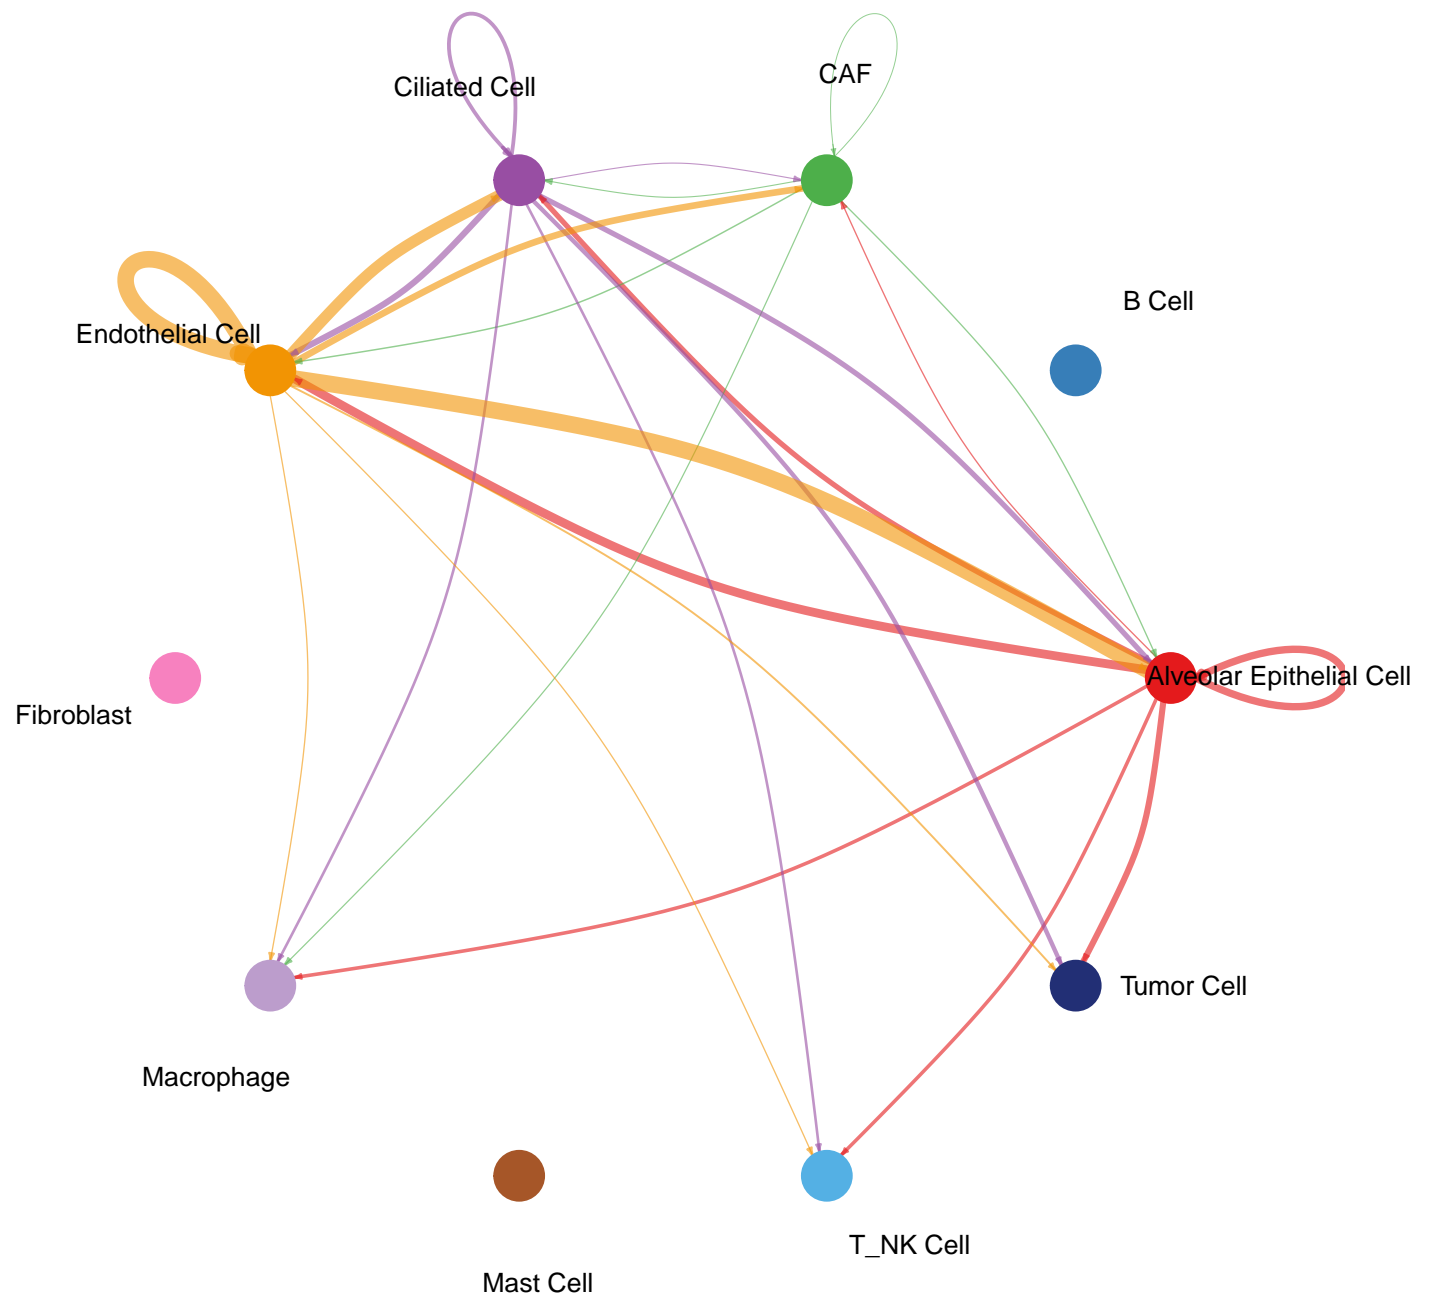 CAF
Ciliated Cell
B Cell
Endothelial Cell
Alveolar Epithelial Cell
Fibroblast
Tumor Cell
Macrophage
T_NK Cell
Mast Cell